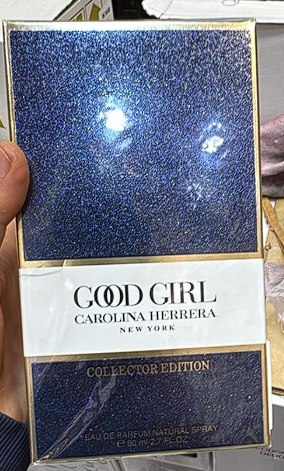 GOOD GIRL
CAROLINA HERRERA
NEW YORK
COLLECTOR EDITION
EAU DE PARFUM NATURAL SPRAY
℮ 80 ml 2.7 FL.OZ